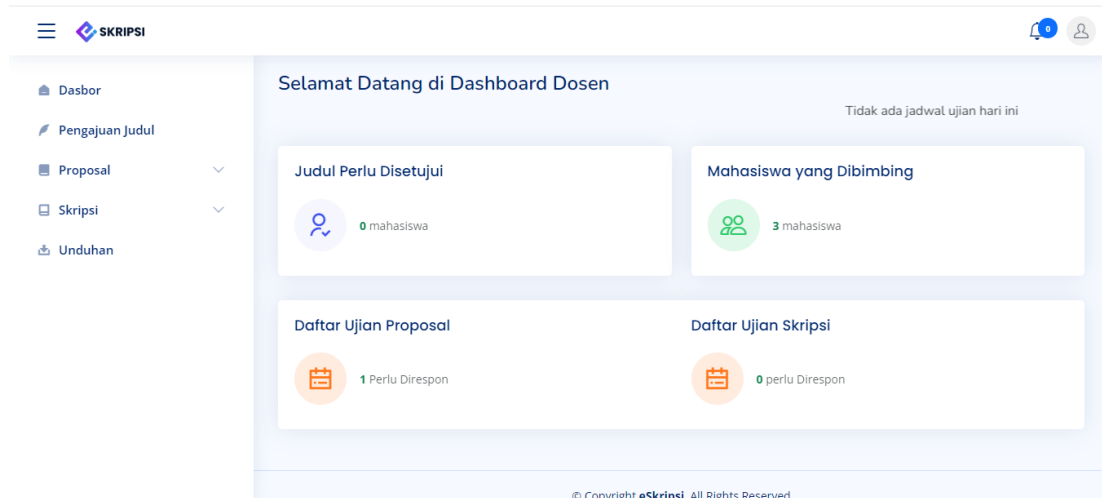 SKRIPSI
0
Dasbor
Pengajuan Judul
Proposal
Skripsi
Unduhan
Selamat Datang di Dashboard Dosen
Tidak ada jadwal ujian hari ini
Judul Perlu Disetujui
0 mahasiswa
Mahasiswa yang Dibimbing
3 mahasiswa
Daftar Ujian Proposal
1 Perlu Direspon
Daftar Ujian Skripsi
0 perlu Direspon
© Copyright eSkripsi. All Rights Reserved